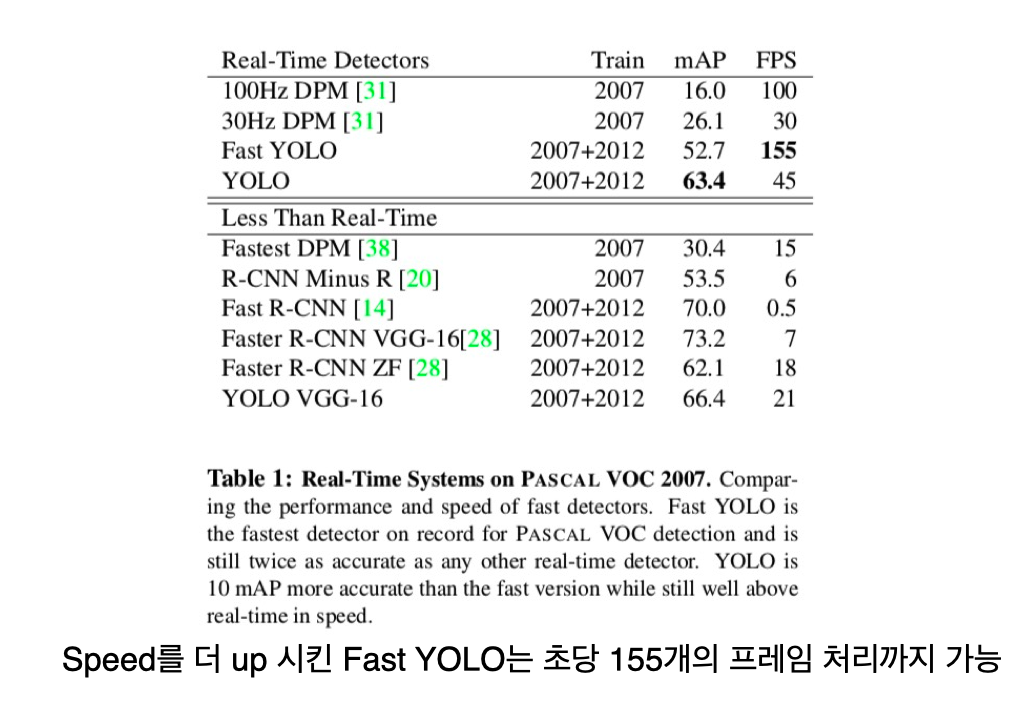 Real-Time Detectors Train mAP FPS
100Hz DPM [31] 2007 16.0 100
30Hz DPM [31] 2007 26.1 30
Fast YOLO 2007+2012 52.7 155
YOLO 2007+2012 63.4 45
Less Than Real-Time
Fastest DPM [38] 2007 30.4 15
R-CNN Minus R [20] 2007 53.5 6
Fast R-CNN [14] 2007+2012 70.0 0.5
Faster R-CNN VGG-16[28] 2007+2012 73.2 7
Faster R-CNN ZF [28] 2007+2012 62.1 18
YOLO VGG-16 2007+2012 66.4 21
Table 1: Real-Time Systems on PASCAL VOC 2007. Compar-
ing the performance and speed of fast detectors. Fast YOLO is
the fastest detector on record for PASCAL VOC detection and is
still twice as accurate as any other real-time detector. YOLO is
10 mAP more accurate than the fast version while still well above
real-time in speed.
Speed를 더 up 시킨 Fast YOLO는 초당 155개의 프레임 처리까지 가능